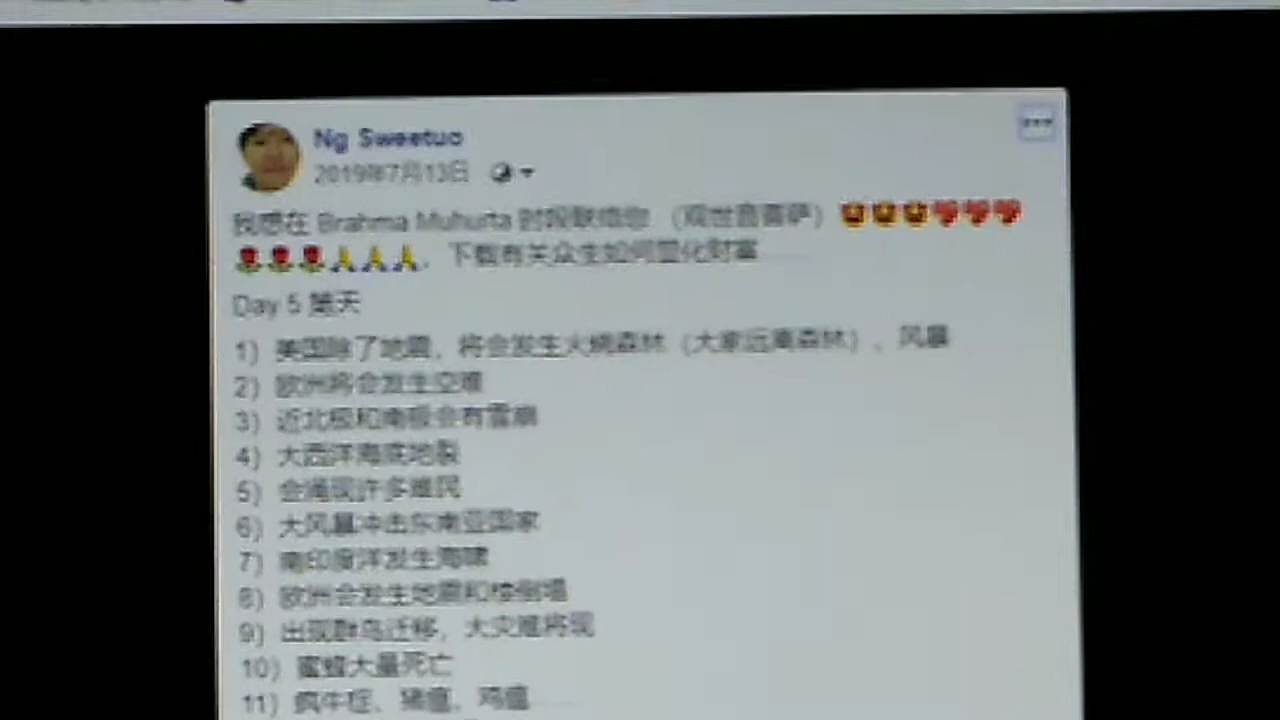 Ng Sweetuo
2019年7月13日
我想在 Brahma Muhurta 时段联络您 （观世音菩萨）
下载有关众生如何显化财富......
Day 5 第天
1）美国除了地震，将会发生火烧森林（大家远离森林）、风暴
2）欧洲将会发生空难
3）近北极和南极会有雪崩
4）大西洋海底地裂
5）会涌现许多难民
6）大风暴冲击东南亚国家
7）南印度洋发生海啸
8）欧洲会发生地震和楼倒塌
9）出现群鸟迁移，大灾难将现
10）蜜蜂大量死亡
11）疯牛症、猪瘟、鸡瘟......